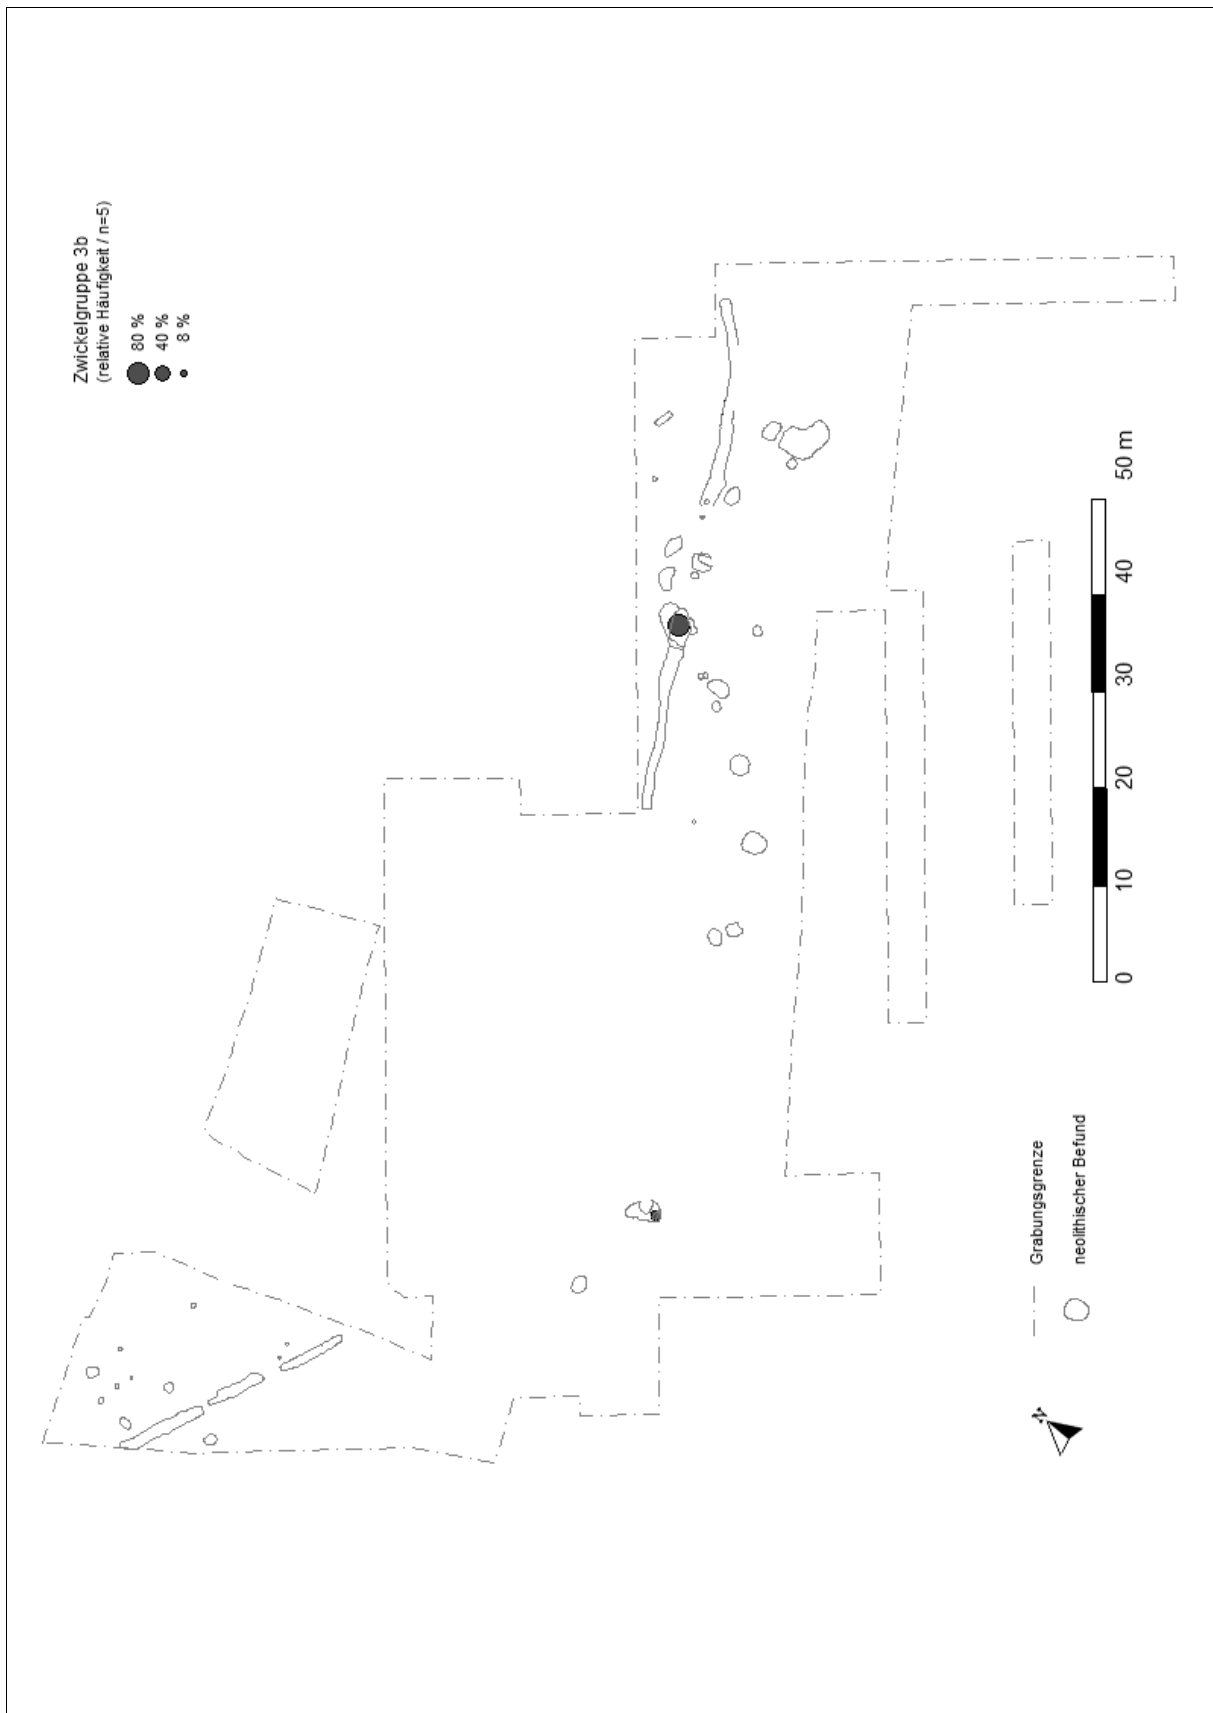 Zwickelgruppe 3b
(relative Häufigkeit / n=5)
80 %
40 %
8 %
0
10
20
30
40
50 m
N
Grabungsgrenze
neolithischer Befund